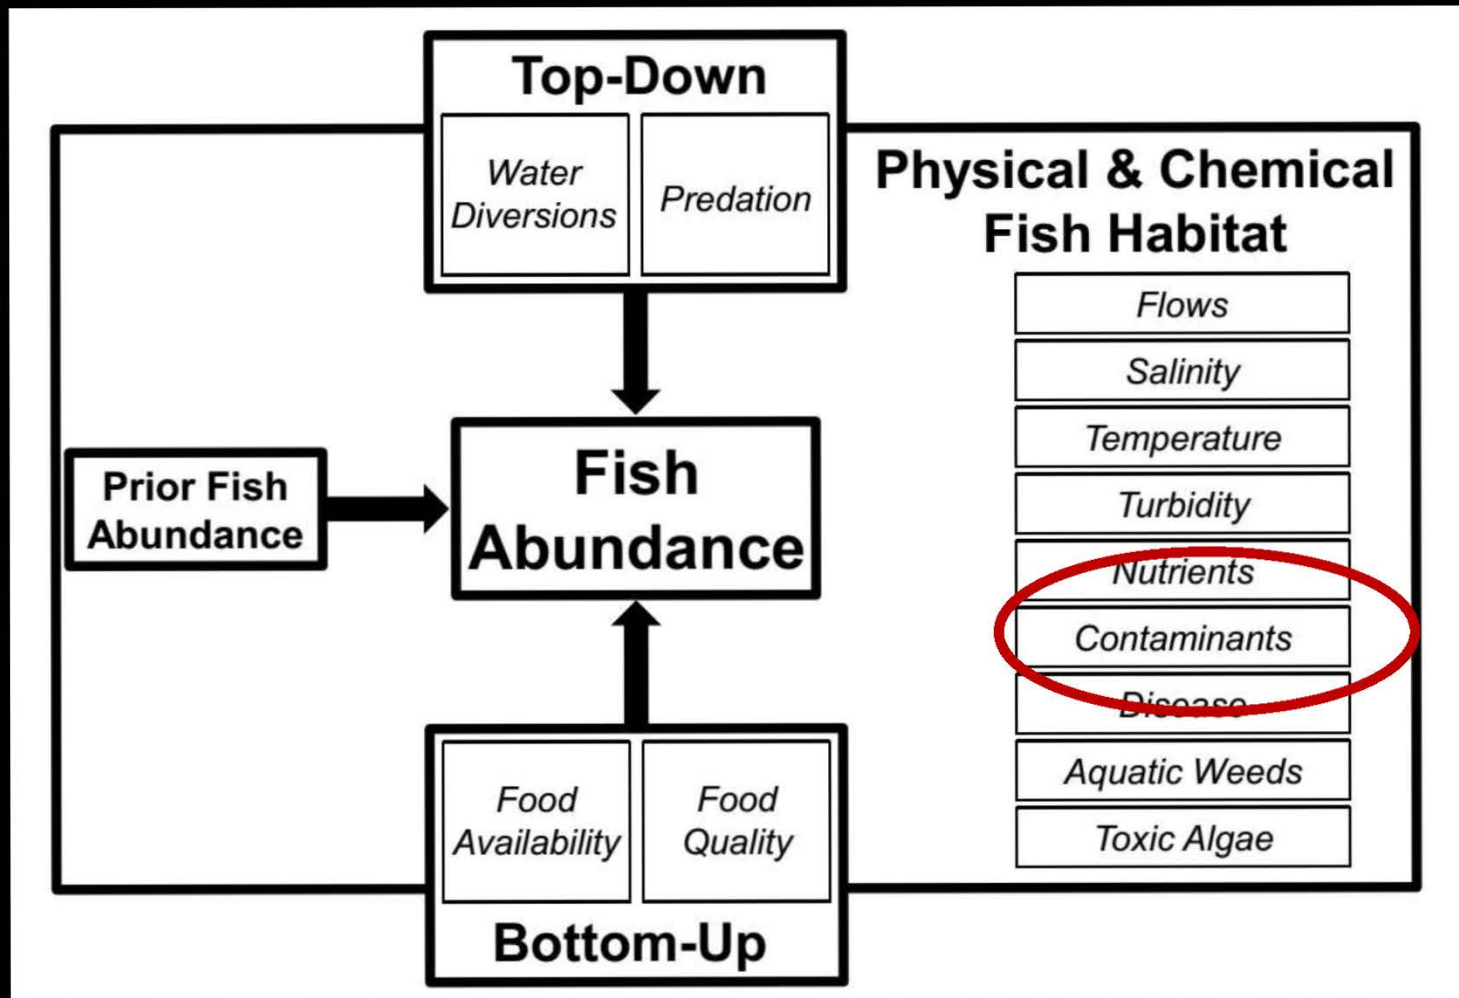 Top-Down
Water
Diversions
Predation
Physical & Chemical
Fish Habitat
Flows
Salinity
Temperature
Turbidity
Nutrients
Contaminants
Disease
Aquatic Weeds
Toxic Algae
Prior Fish
Abundance
Fish
Abundance
Food
Availability
Food
Quality
Bottom-Up